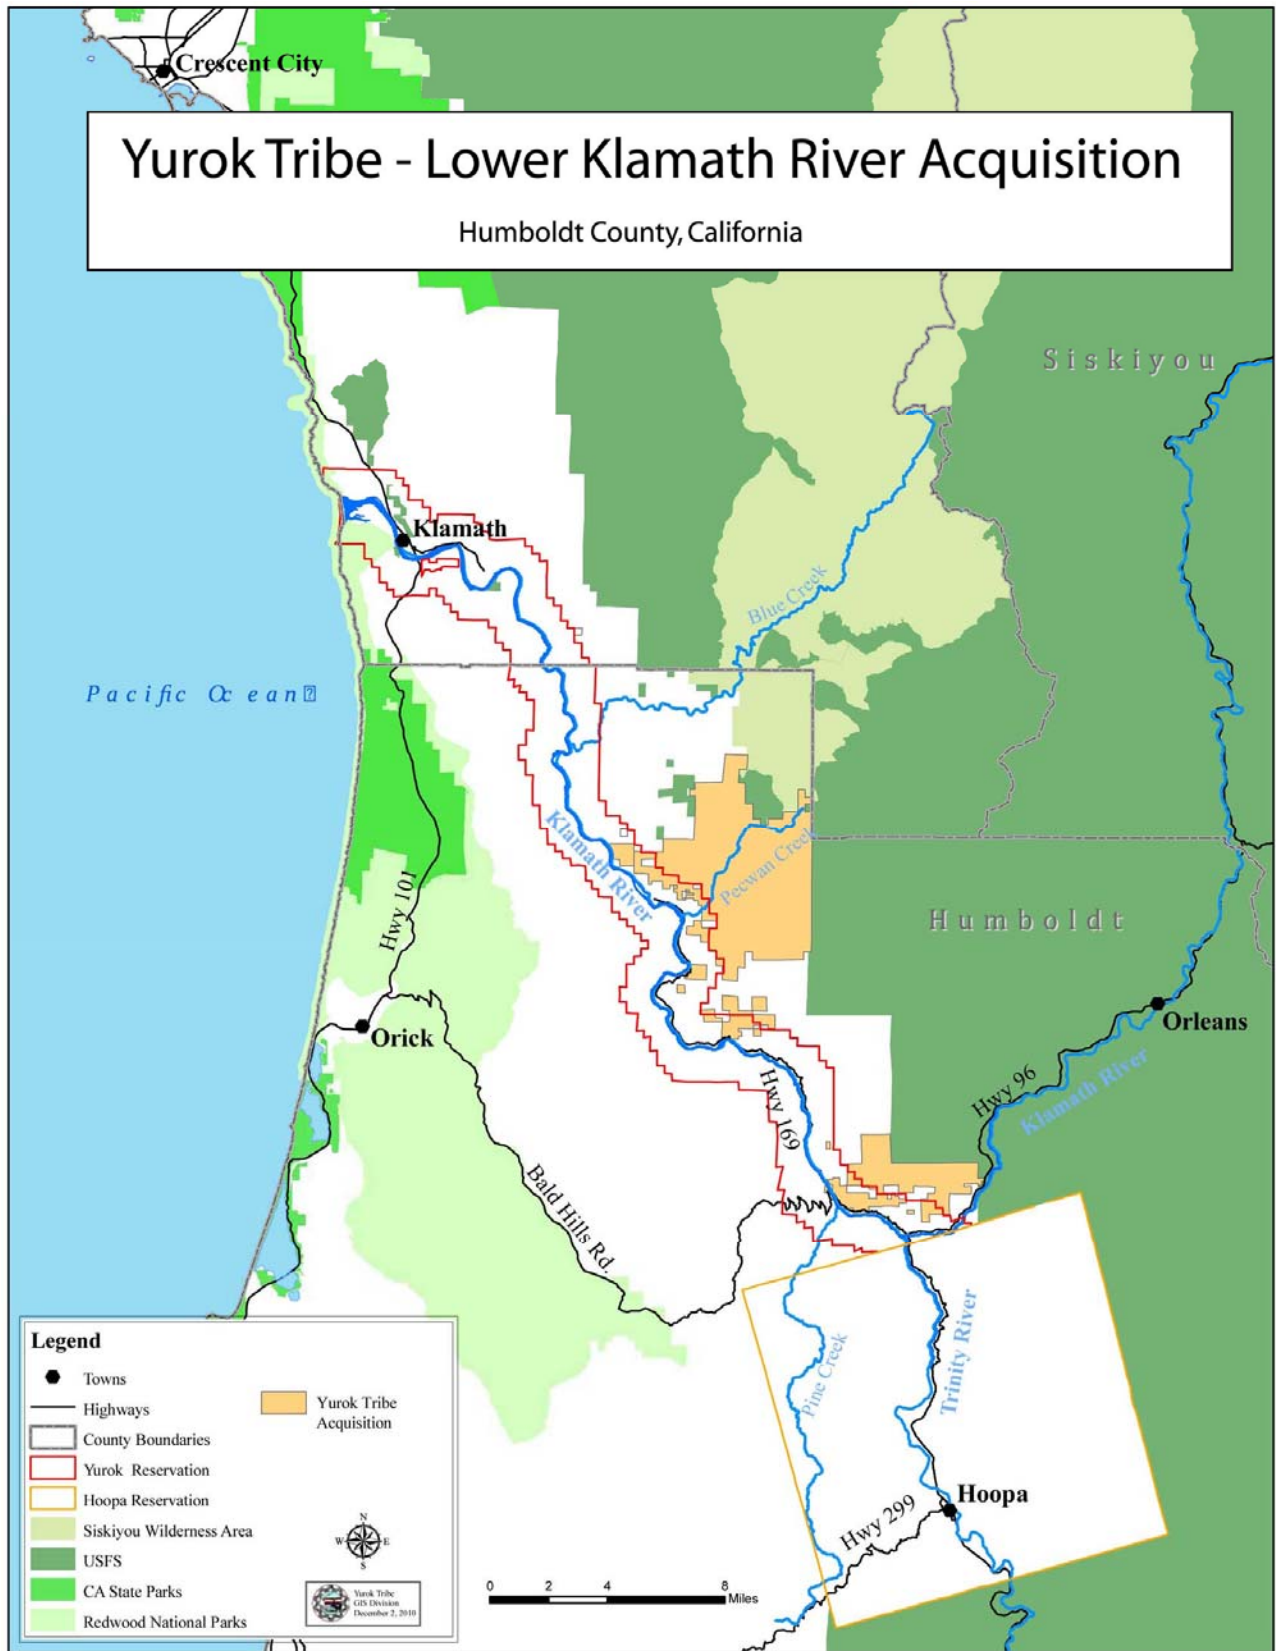 Crescent City
Yurok Tribe - Lower Klamath River Acquisition
Humboldt County, California
Siskiyou
Klamath
Blue Creek
Pacific Ocean
Klamath River
Pecwan Creek
Hwy 101
Humboldt
Orick
Orleans
Hwy 96
Klamath River
Hwy 169
Bald Hills Rd.
Trinity River
Pine Creek
Hoopa
Hwy 299
Legend
Towns
Highways
County Boundaries
Yurok Reservation
Hoopa Reservation
Siskiyou Wilderness Area
USFS
CA State Parks
Redwood National Parks
Yurok Tribe
Acquisition
N
W E
S
Yurok Tribe
GIS Division
December 2, 2010
0 2 4 8
Miles